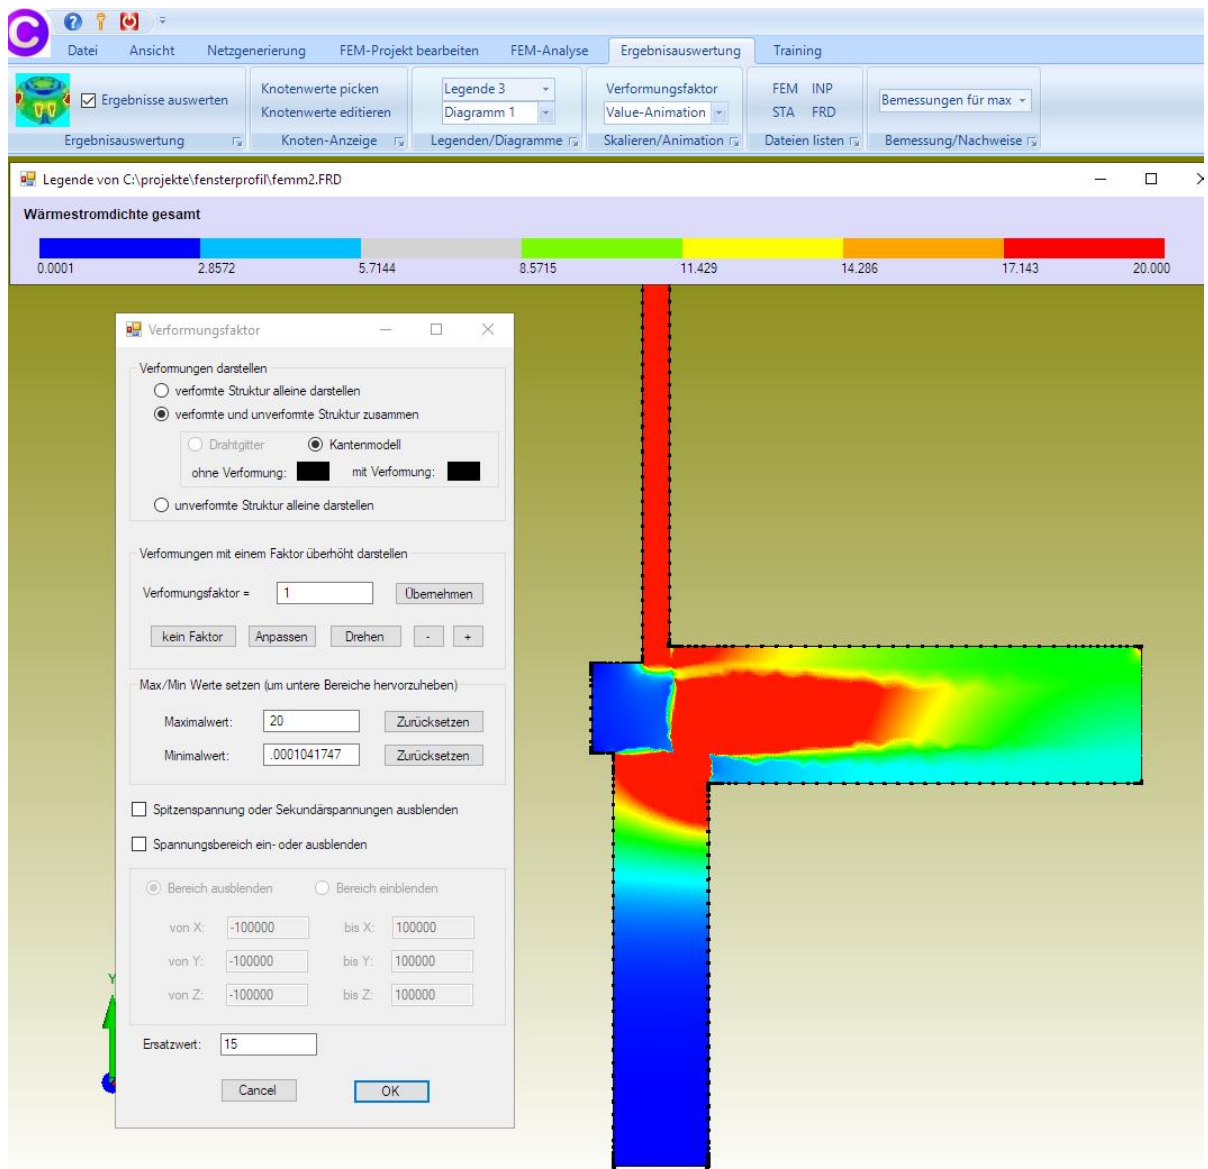 C
Datei Ansicht Netzgenerierung FEM-Projekt bearbeiten FEM-Analyse Ergebnisauswertung Training
Ergebnisse auswerten Knotenwerte picken Legende 3 Verformungsfaktor FEM INP Bemessungen für max
Knotenwerte editieren Diagramm 1 Value-Animation STA FRD
Ergebnisauswertung Knoten-Anzeige Legenden/Diagramme Skalieren/Animation Dateien listen Bemessung/Nachweise
Legende von C:\projekte\fensterprofil\femm2.FRD
Wärmestromdichte gesamt
0.0001 2.8572 5.7144 8.5715 11.429 14.286 17.143 20.000
Verformungsfaktor
Verformungen darstellen
verformte Struktur alleine darstellen
verformte und unverformte Struktur zusammen
Drahtgitter Kantenmodell
ohne Verformung: mit Verformung:
unverformte Struktur alleine darstellen
Verformungen mit einem Faktor überhöht darstellen
Verformungsfaktor = 1 Übernehmen
kein Faktor Anpassen Drehen - +
Max/Min Werte setzen (um untere Bereiche hervorzuheben)
Maximalwert: 20 Zurücksetzen
Minimalwert: .0001041747 Zurücksetzen
Spitzenspannung oder Sekundärspannungen ausblenden
Spannungsbereich ein- oder ausblenden
Bereich ausblenden Bereich einblenden
von X: -100000 bis X: 100000
von Y: -100000 bis Y: 100000
von Z: -100000 bis Z: 100000
Ersatzwert: 15
Cancel OK
Y